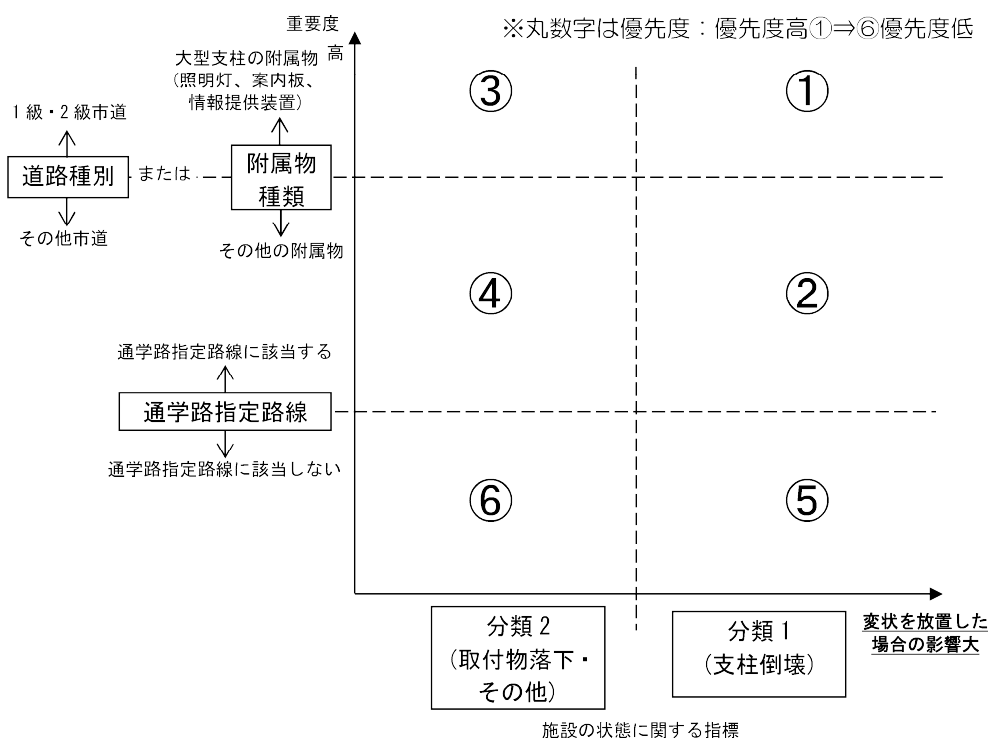 ※丸数字は優先度：優先度高①⇒⑥優先度低
重要度
高
大型支柱の附属物
（照明灯、案内板、
情報提供装置）
1級・2級市道
道路種別
または
附属物
種類
その他市道
その他の附属物
③
①
④
②
通学路指定路線に該当する
通学路指定路線
通学路指定路線に該当しない
⑥
⑤
分類2
（取付物落下・
その他）
分類1
（支柱倒壊）
変状を放置した
場合の影響大
施設の状態に関する指標